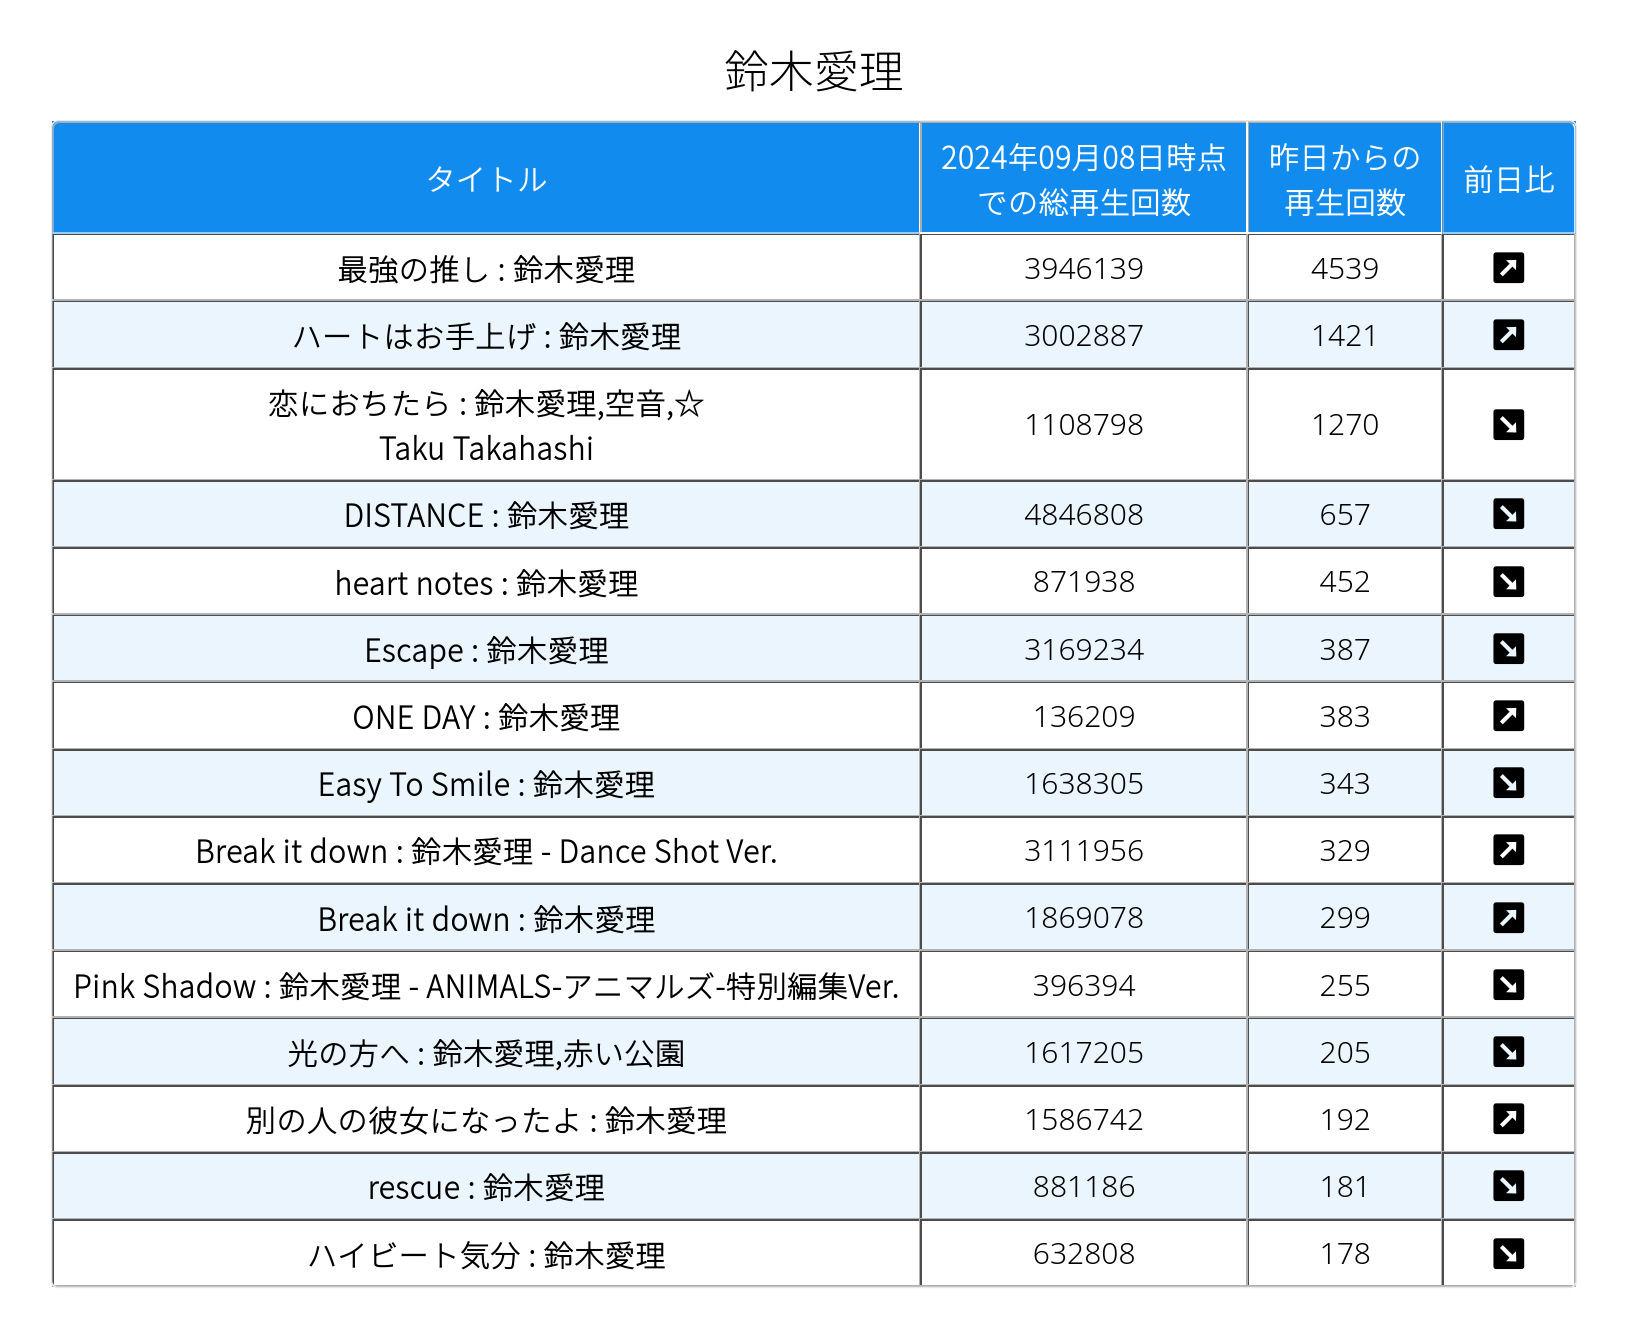 鈴木愛理
タイトル
2024年09月08日時点
での総再生回数
昨日からの
再生回数
前日比
最強の推し : 鈴木愛理 3946139 4539
ハートはお手上げ : 鈴木愛理 3002887 1421
恋におちたら : 鈴木愛理,空音,☆
Taku Takahashi
1108798 1270
DISTANCE : 鈴木愛理 4846808 657
heart notes : 鈴木愛理 871938 452
Escape : 鈴木愛理 3169234 387
ONE DAY : 鈴木愛理 136209 383
Easy To Smile : 鈴木愛理 1638305 343
Break it down : 鈴木愛理 - Dance Shot Ver. 3111956 329
Break it down : 鈴木愛理 1869078 299
Pink Shadow : 鈴木愛理 - ANIMALS-アニマルズ-特別編集Ver. 396394 255
光の方へ : 鈴木愛理,赤い公園 1617205 205
別の人の彼女になったよ : 鈴木愛理 1586742 192
rescue : 鈴木愛理 881186 181
ハイビート気分 : 鈴木愛理 632808 178